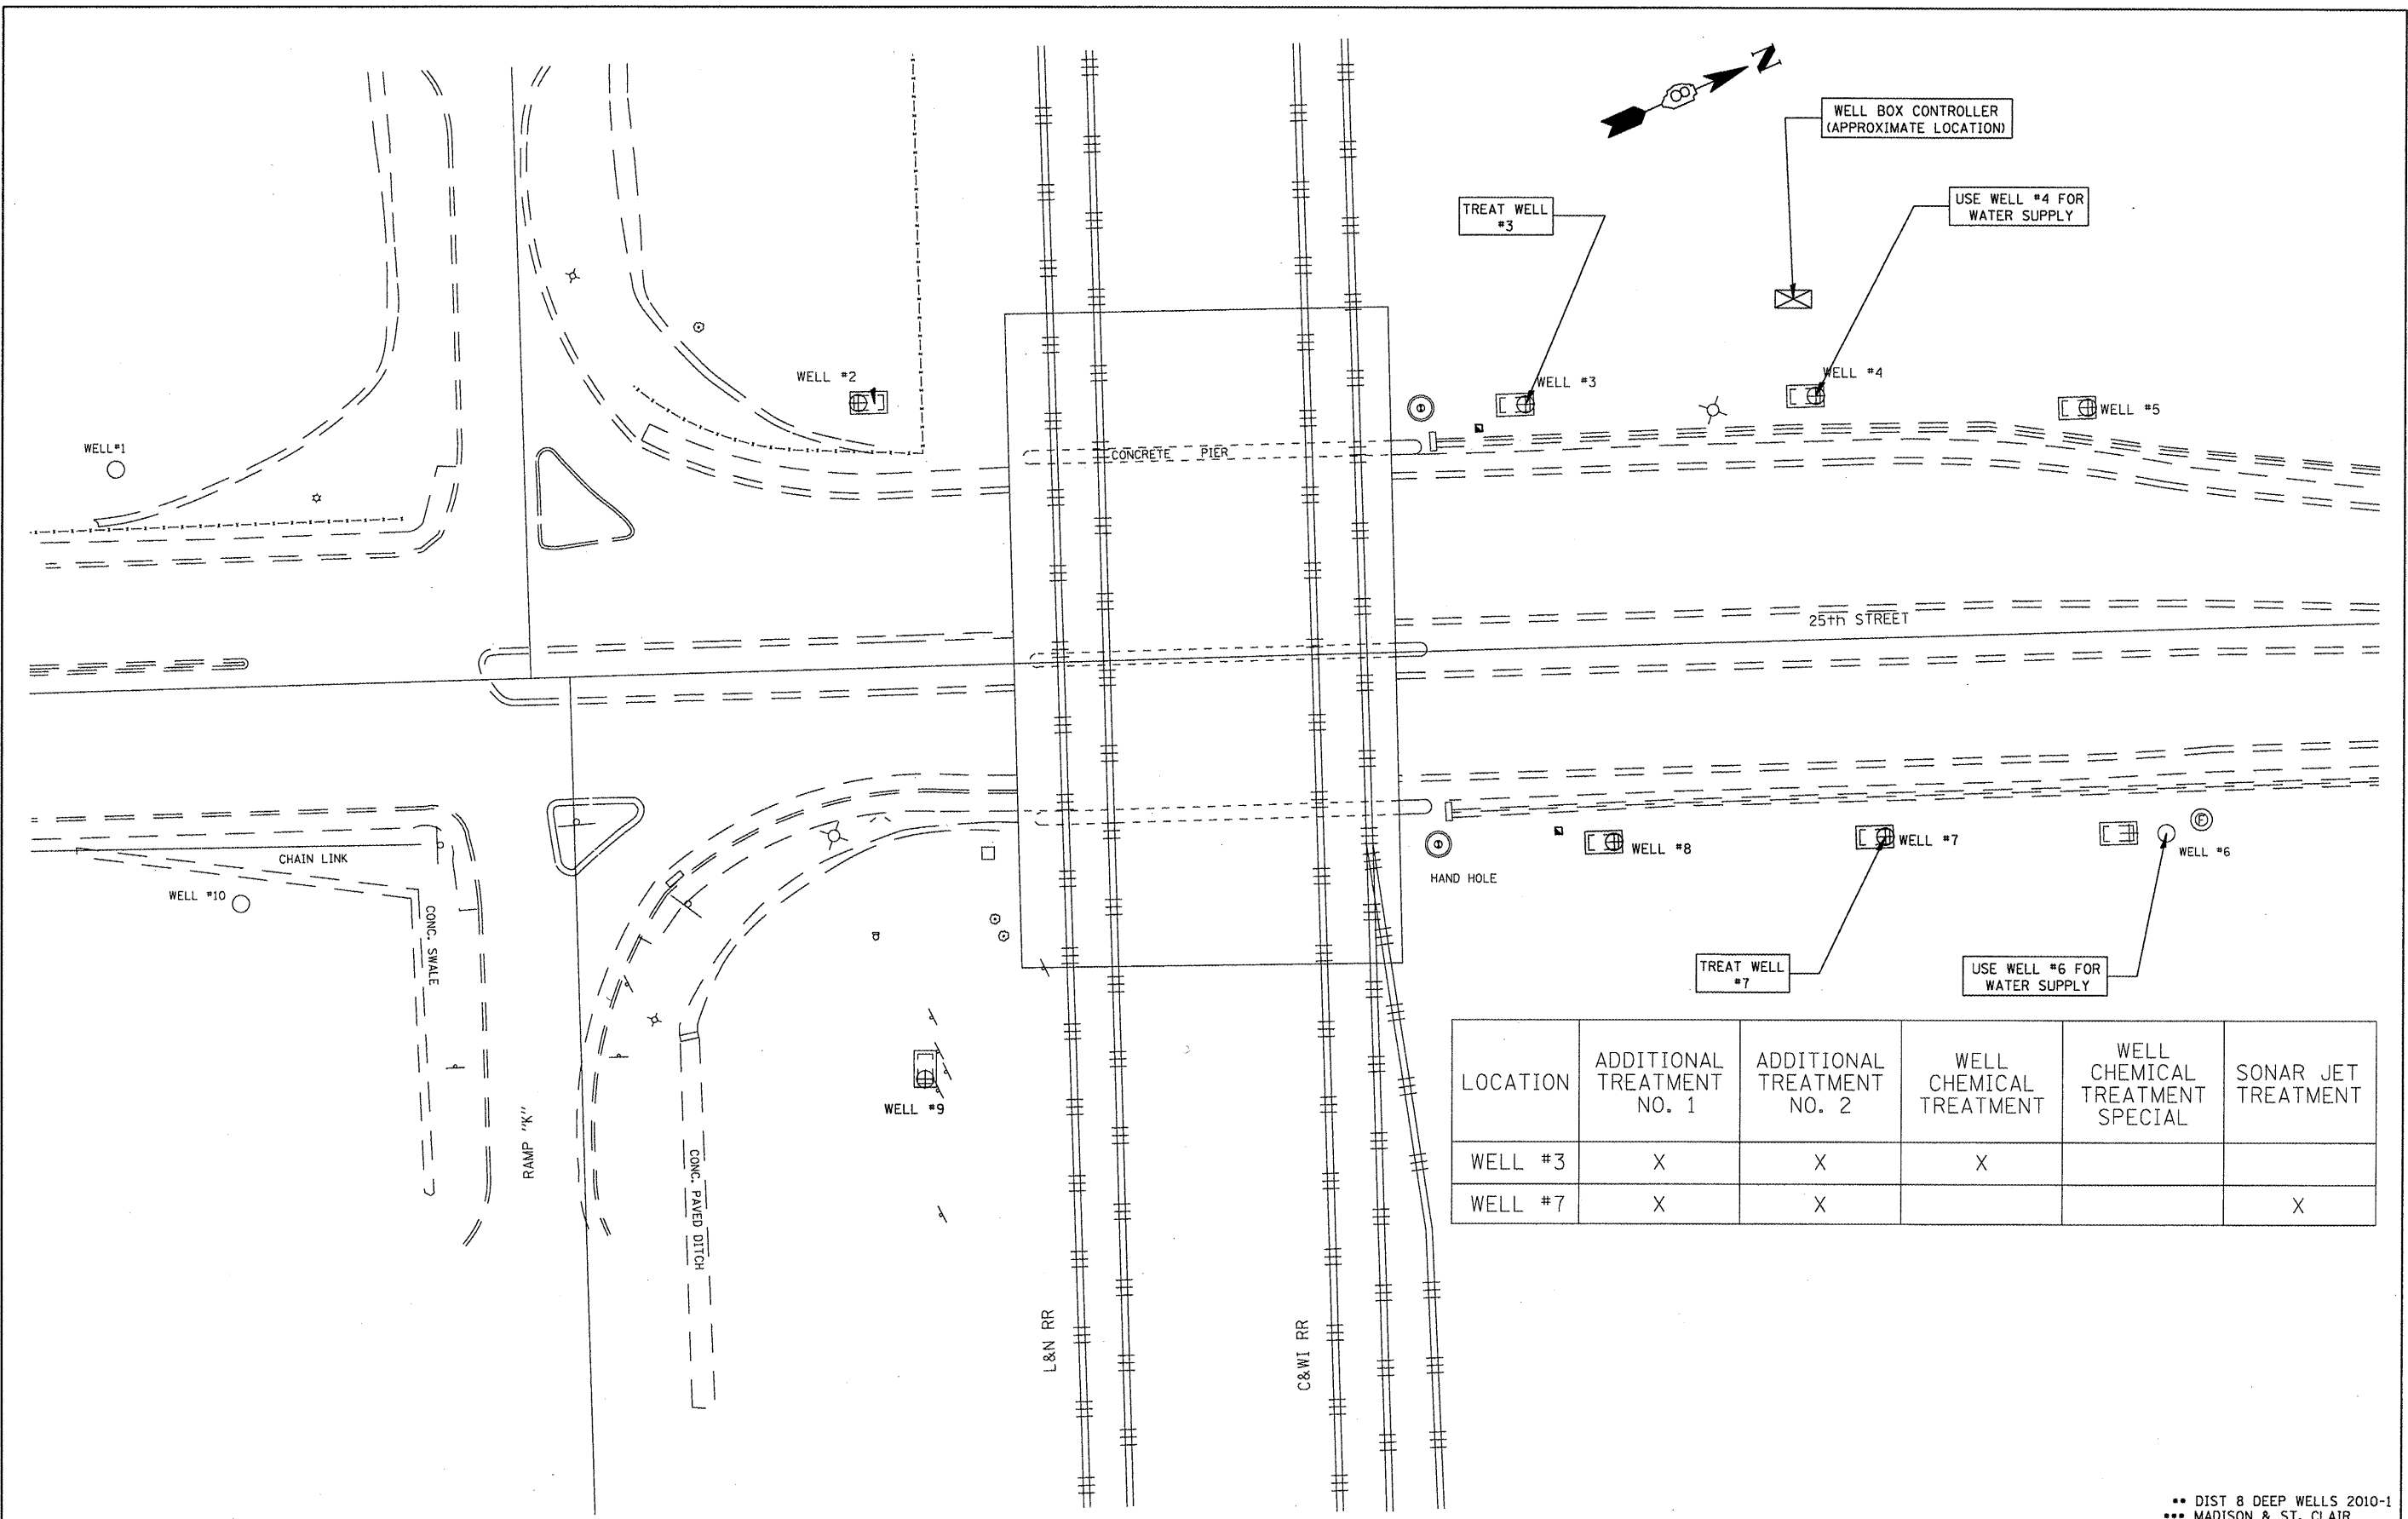 N
WELL BOX CONTROLLER
(APPROXIMATE LOCATION)
TREAT WELL
#3
USE WELL #4 FOR
WATER SUPPLY
WELL #2
WELL #3
WELL #4
WELL #5
WELL#1
CONCRETE PIER
25th STREET
CHAIN LINK
WELL #10
CONC. SWALE
WELL #8
WELL #7
F
WELL #6
HAND HOLE
TREAT WELL
#7
USE WELL #6 FOR
WATER SUPPLY
WELL #9
RAMP "K"
CONC. PAVED DITCH
L&N RR
C&WI RR
LOCATION
ADDITIONAL
TREATMENT
NO. 1
ADDITIONAL
TREATMENT
NO. 2
WELL
CHEMICAL
TREATMENT
WELL
CHEMICAL
TREATMENT
SPECIAL
SONAR JET
TREATMENT
WELL #3 X X X
WELL #7 X X X
•• DIST 8 DEEP WELLS 2010-1
••• MADISON & ST. CLAIR